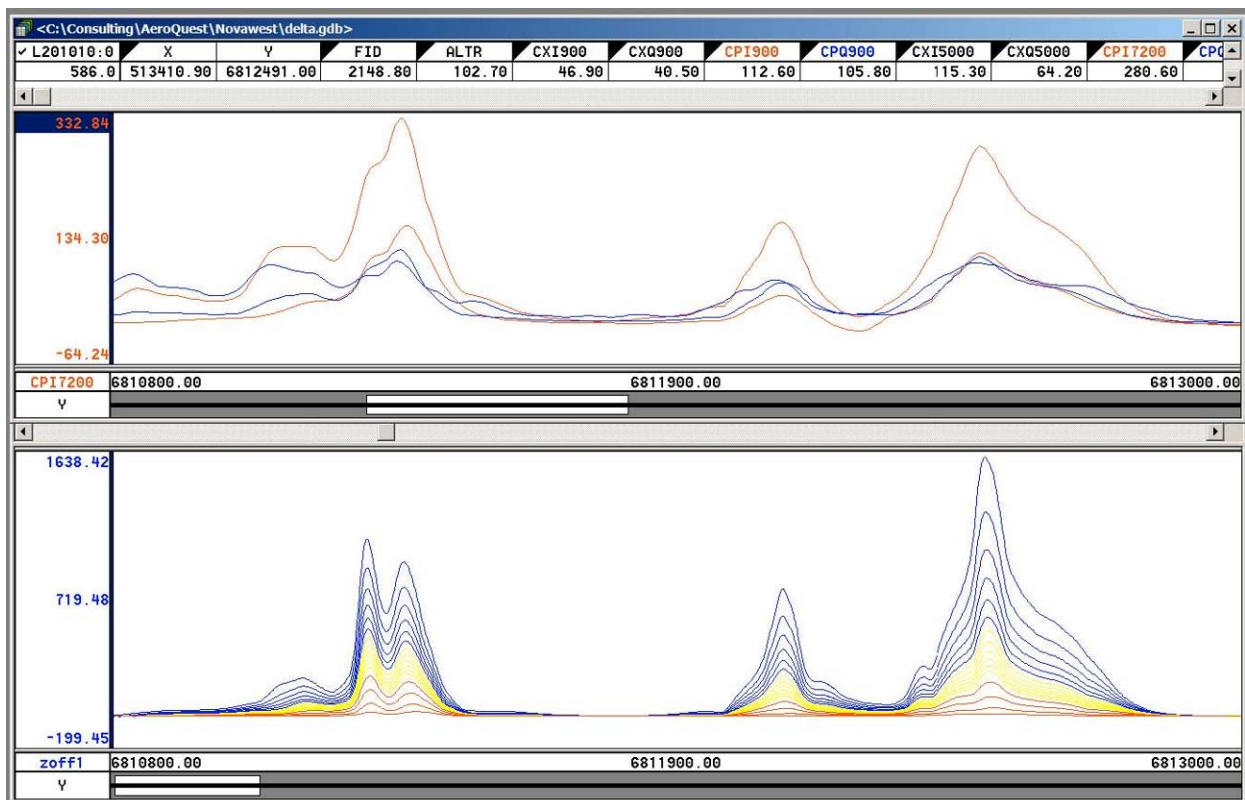 <C:\Consulting\AeroQuest\Novawest\delta.gdb>
✓ L201010:0 X Y FID ALTR CXI900 CXQ900 CPI900 CPQ900 CXI5000 CXQ5000 CPI7200 CPQ
586.0 513410.90 6812491.00 2148.80 102.70 46.90 40.50 112.60 105.80 115.30 64.20 280.60
332.84
134.30
-64.24
CPI7200 6810800.00 6811900.00 6813000.00
Y
1638.42
719.48
-199.45
zoff1 6810800.00 6811900.00 6813000.00
Y